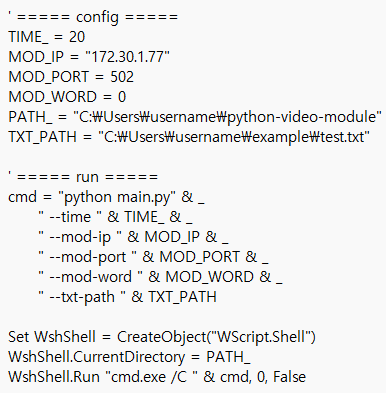 ' ===== config =====
TIME_ = 20
MOD_IP = "172.30.1.77"
MOD_PORT = 502
MOD_WORD = 0
PATH_ = "C:₩Users₩username₩python-video-module"
TXT_PATH = "C:₩Users₩username₩example₩test.txt"

' ===== run =====
cmd = "python main.py" & _
" --time " & TIME_ & _
" --mod-ip " & MOD_IP & _
" --mod-port " & MOD_PORT & _
" --mod-word " & MOD_WORD & _
" --txt-path " & TXT_PATH

Set WshShell = CreateObject("WScript.Shell")
WshShell.CurrentDirectory = PATH_
WshShell.Run "cmd.exe /C " & cmd, 0, False